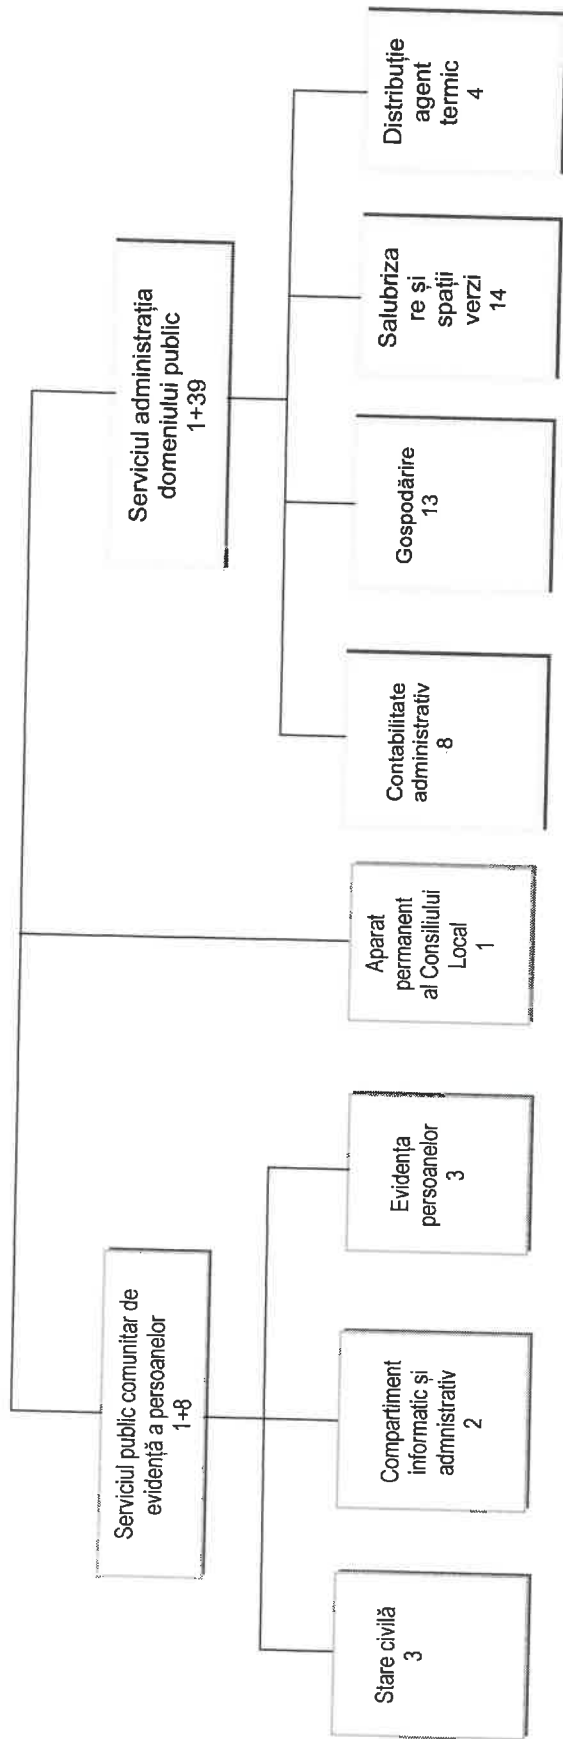 Serviciul public comunitar de
evidență a persoanelor
1+8
Serviciul administrația
domeniului public
1+39
Stare civilă
3
Compartiment
informatic și
admnistrativ
2
Evidența
persoanelor
3
Aparat
permanent
al Consiliului
Local
1
Contabilitate
administrativ
8
Gospodărire
13
Salubriza
re și
spații
verzi
14
Distribuție
agent
termic
4